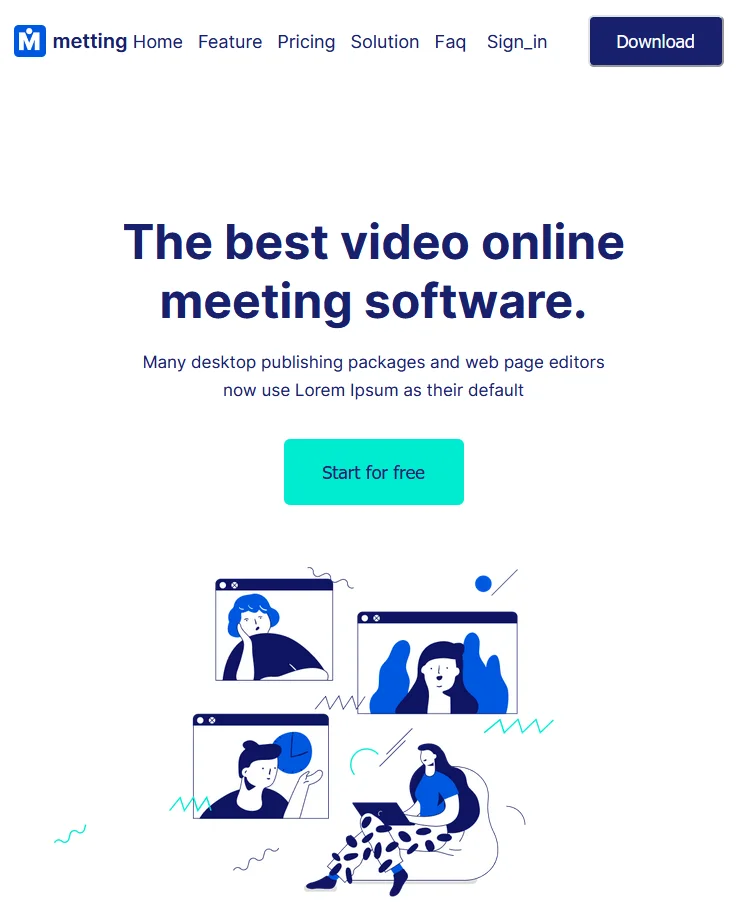 M metting Home Feature Pricing Solution Faq Sign_in Download
The best video online
meeting software.
Many desktop publishing packages and web page editors
now use Lorem Ipsum as their default
Start for free